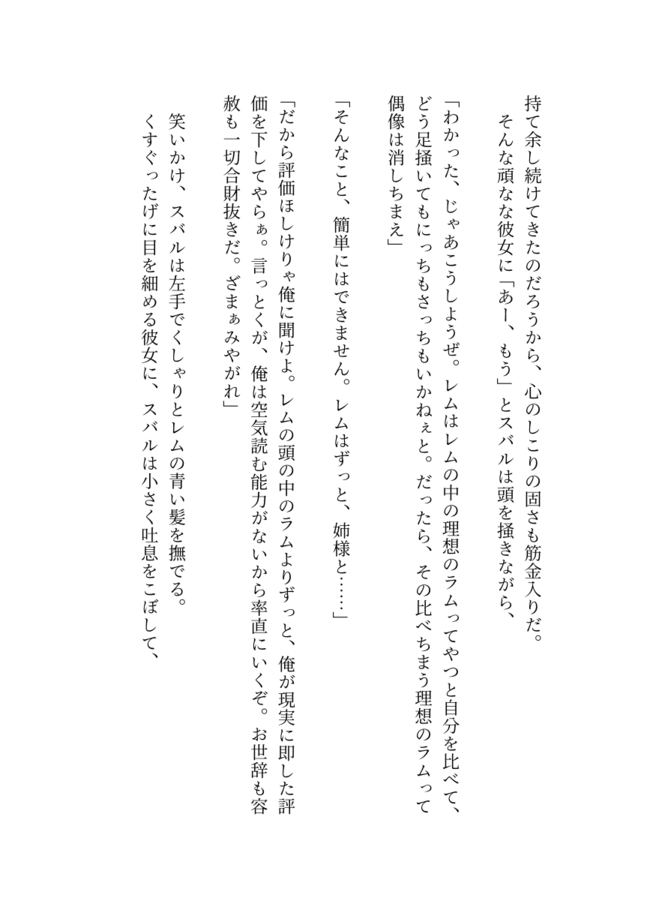 持て余し続けてきたのだろうから、心のしこりの固さも筋金入りだ。
そんな頑なな彼女に「あー、もう」とスバルは頭を掻きながら、
「わかった、じゃあこうしようぜ。レムはレムの中の理想のラムってやつと自分を比べて、
どう足掻いてもにっちもさっちもいかねぇと。だったら、その比べちまう理想のラムって
偶像は消しちまえ」
「そんなこと、簡単にはできません。レムはずっと、姉様と……」
「だから評価ほしけりゃ俺に聞けよ。レムの頭の中のラムよりずっと、俺が現実に即した評
価を下してやらぁ。言っとくが、俺は空気読む能力がないから率直にいくぞ。お世辞も容
赦も一切合財抜きだ。ざまぁみやがれ」
笑いかけ、スバルは左手でくしゃりとレムの青い髪を撫でる。
くすぐったげに目を細める彼女に、スバルは小さく吐息をこぼして、